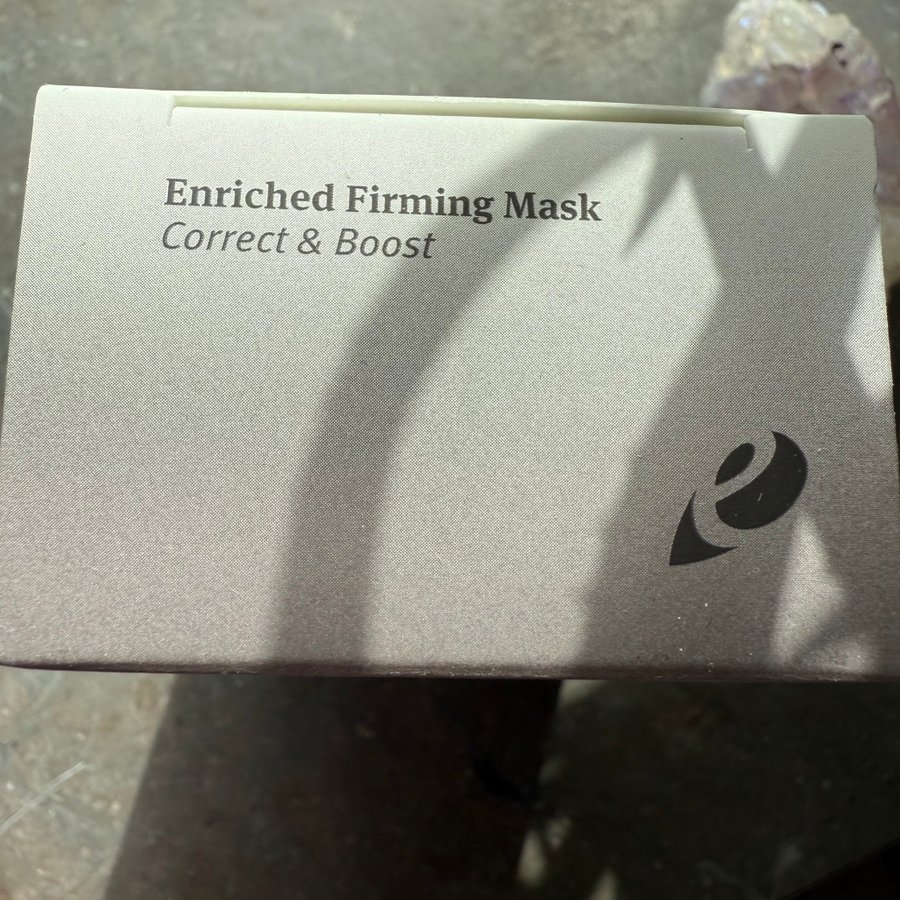 Enriched Firming Mask
Correct & Boost